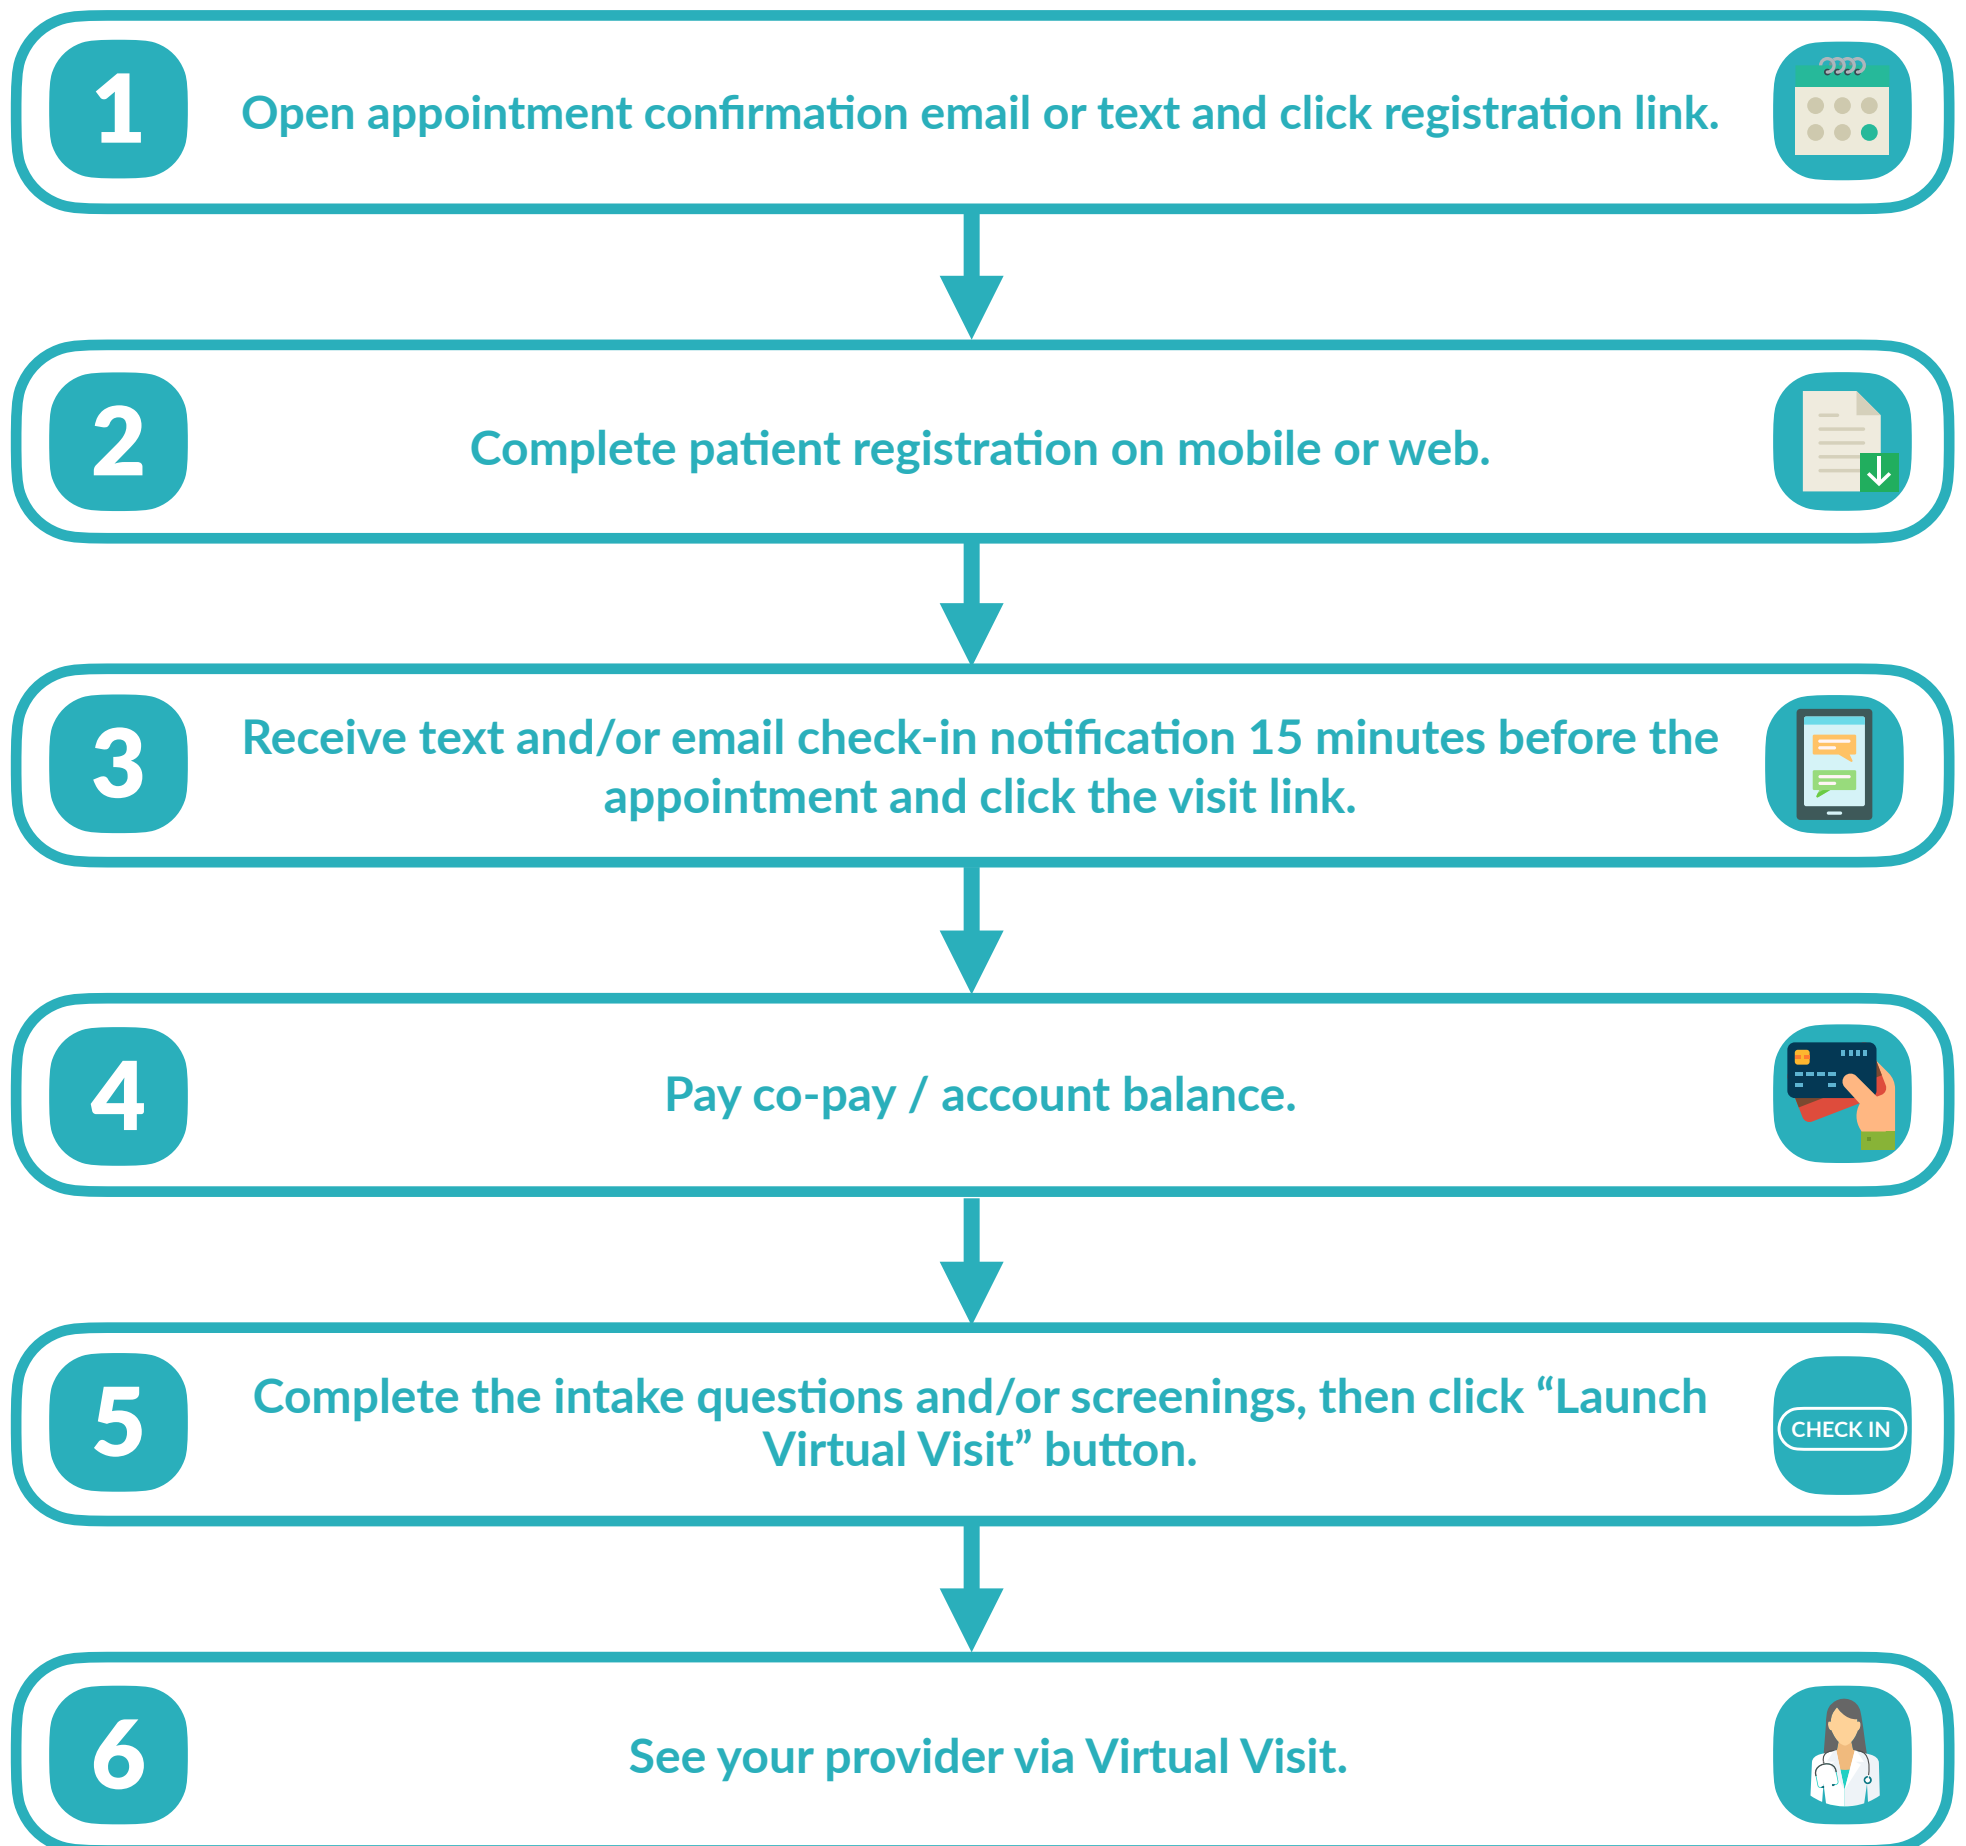 1
Open appointment confirmation email or text and click registration link.
2
Complete patient registration on mobile or web.
3
Receive text and/or email check-in notification 15 minutes before the
appointment and click the visit link.
4
Pay co-pay / account balance.
5
Complete the intake questions and/or screenings, then click “Launch
Virtual Visit” button.
CHECK IN
6
See your provider via Virtual Visit.